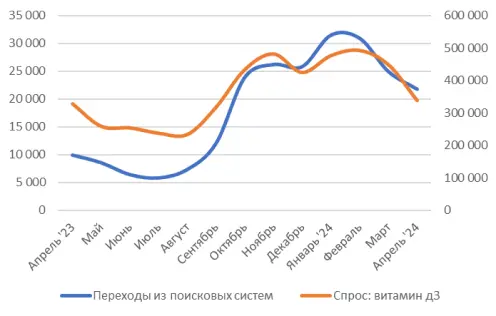 35 000 600 000
30 000 500 000
25 000 400 000
20 000 300 000
15 000 200 000
10 000 100 000
5 000 0
0
Апрель '23 Май Июнь Июль Август Сентябрь Октябрь Ноябрь Декабрь Январь '24 Февраль Март Апрель '24
Переходы из поисковых систем Спрос: витамин д3